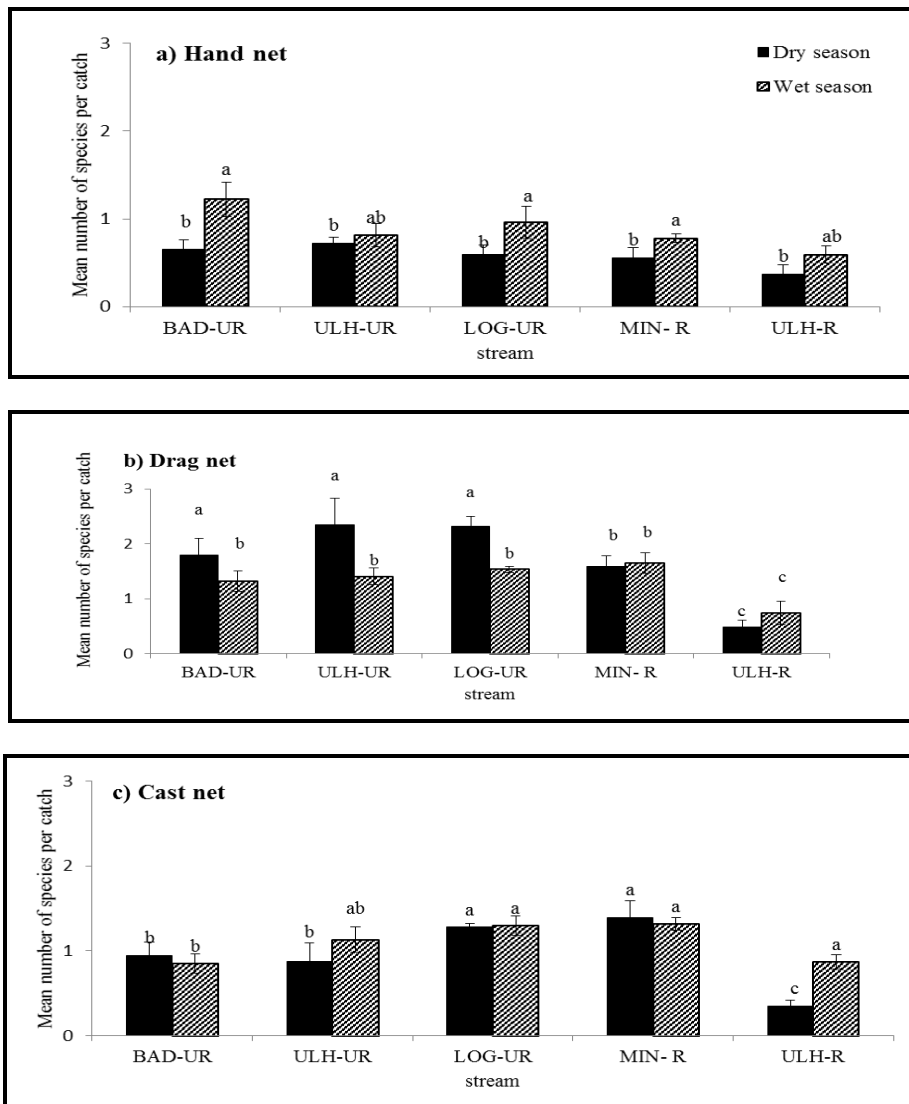 a) Hand net
Dry season
Wet season
Mean number of species per catch
3
2
1
0
b a b ab b a b a b ab
BAD-UR ULH-UR LOG-UR MIN- R ULH-R
stream
b) Drag net
Mean number of species per catch
3
2
1
0
a b a b a b b b c c
BAD-UR ULH-UR LOG-UR MIN- R ULH-R
stream
c) Cast net
Mean number of species per catch
3
2
1
0
b b b ab a a a a c a
BAD-UR ULH-UR LOG-UR MIN- R ULH-R
stream